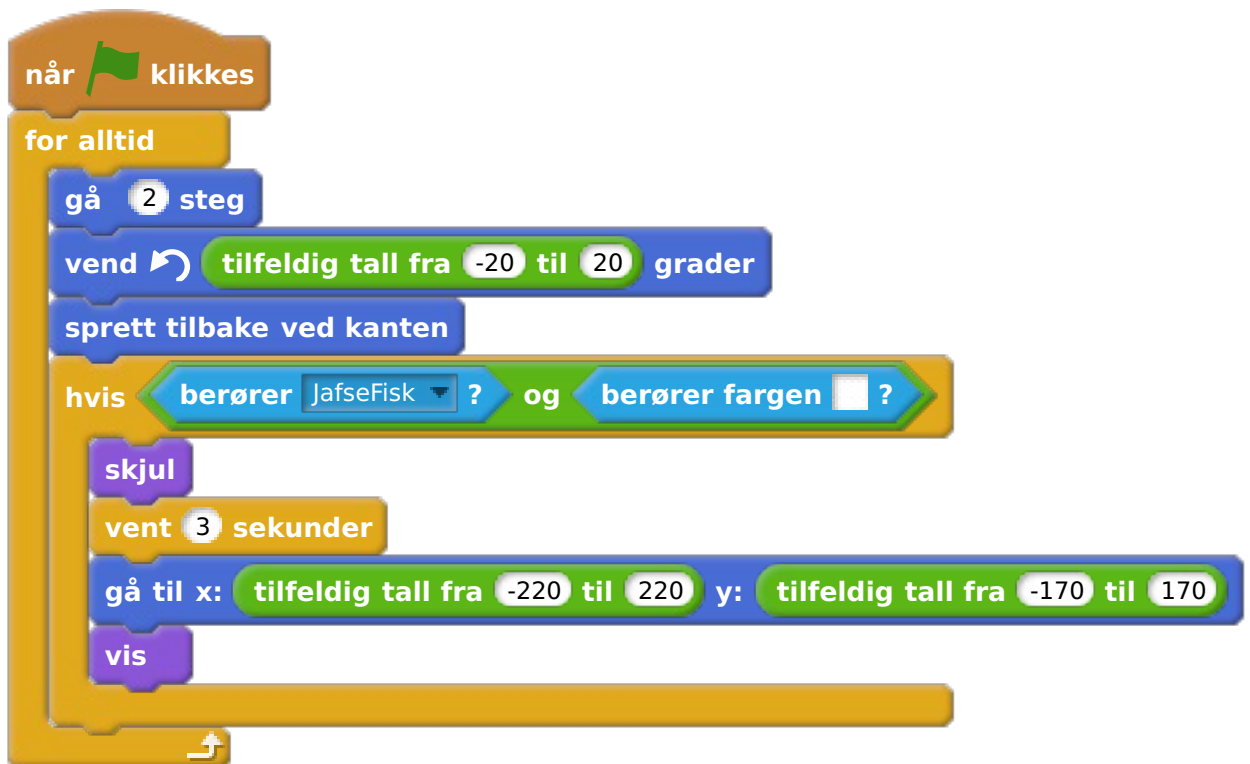 når klikkes
for alltid
gå 2 steg
vend tilfeldig tall fra -20 til 20 grader
sprett tilbake ved kanten
hvis berører JafseFisk ? og berører fargen ?
skjul
vent 3 sekunder
gå til x: tilfeldig tall fra -220 til 220 y: tilfeldig tall fra -170 til 170
vis